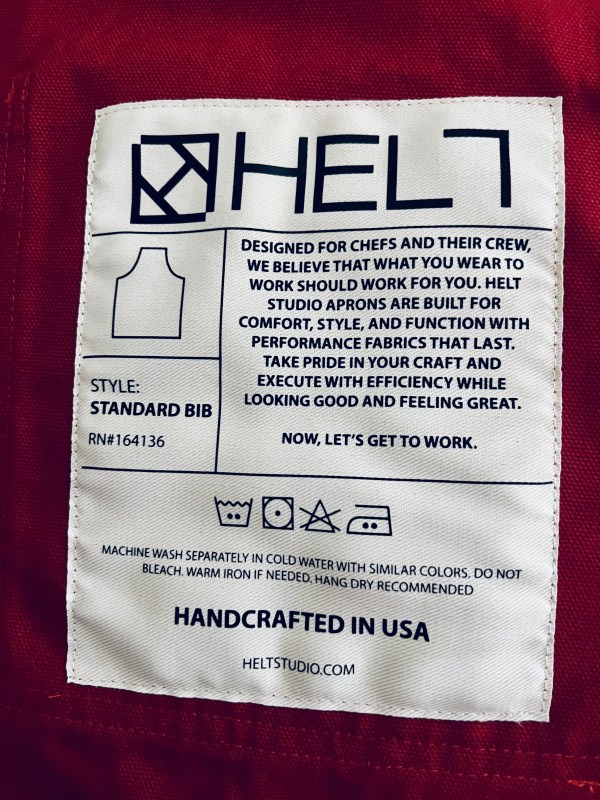 HELT
DESIGNED FOR CHEFS AND THEIR CREW,
WE BELIEVE THAT WHAT YOU WEAR TO
WORK SHOULD WORK FOR YOU. HELT
STUDIO APRONS ARE BUILT FOR
COMFORT, STYLE, AND FUNCTION WITH
PERFORMANCE FABRICS THAT LAST.
TAKE PRIDE IN YOUR CRAFT AND
EXECUTE WITH EFFICIENCY WHILE
LOOKING GOOD AND FEELING GREAT.
NOW, LET'S GET TO WORK.
STYLE:
STANDARD BIB
RN#164136
MACHINE WASH SEPARATELY IN COLD WATER WITH SIMILAR COLORS. DO NOT
BLEACH. WARM IRON IF NEEDED, HANG DRY RECOMMENDED
HANDCRAFTED IN USA
HELTSTUDIO.COM